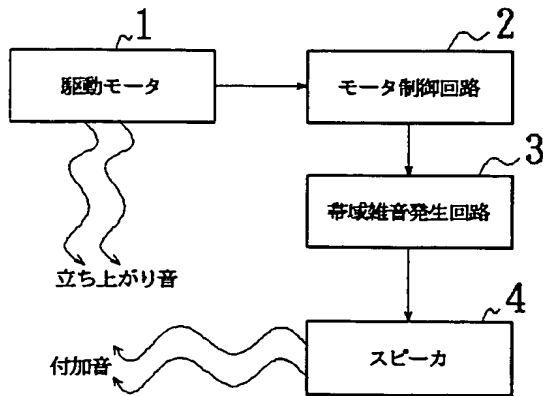 1
駆動モータ
2
モータ制御回路
3
帯域雑音発生回路
立ち上がり音
4
スピーカ
付加音